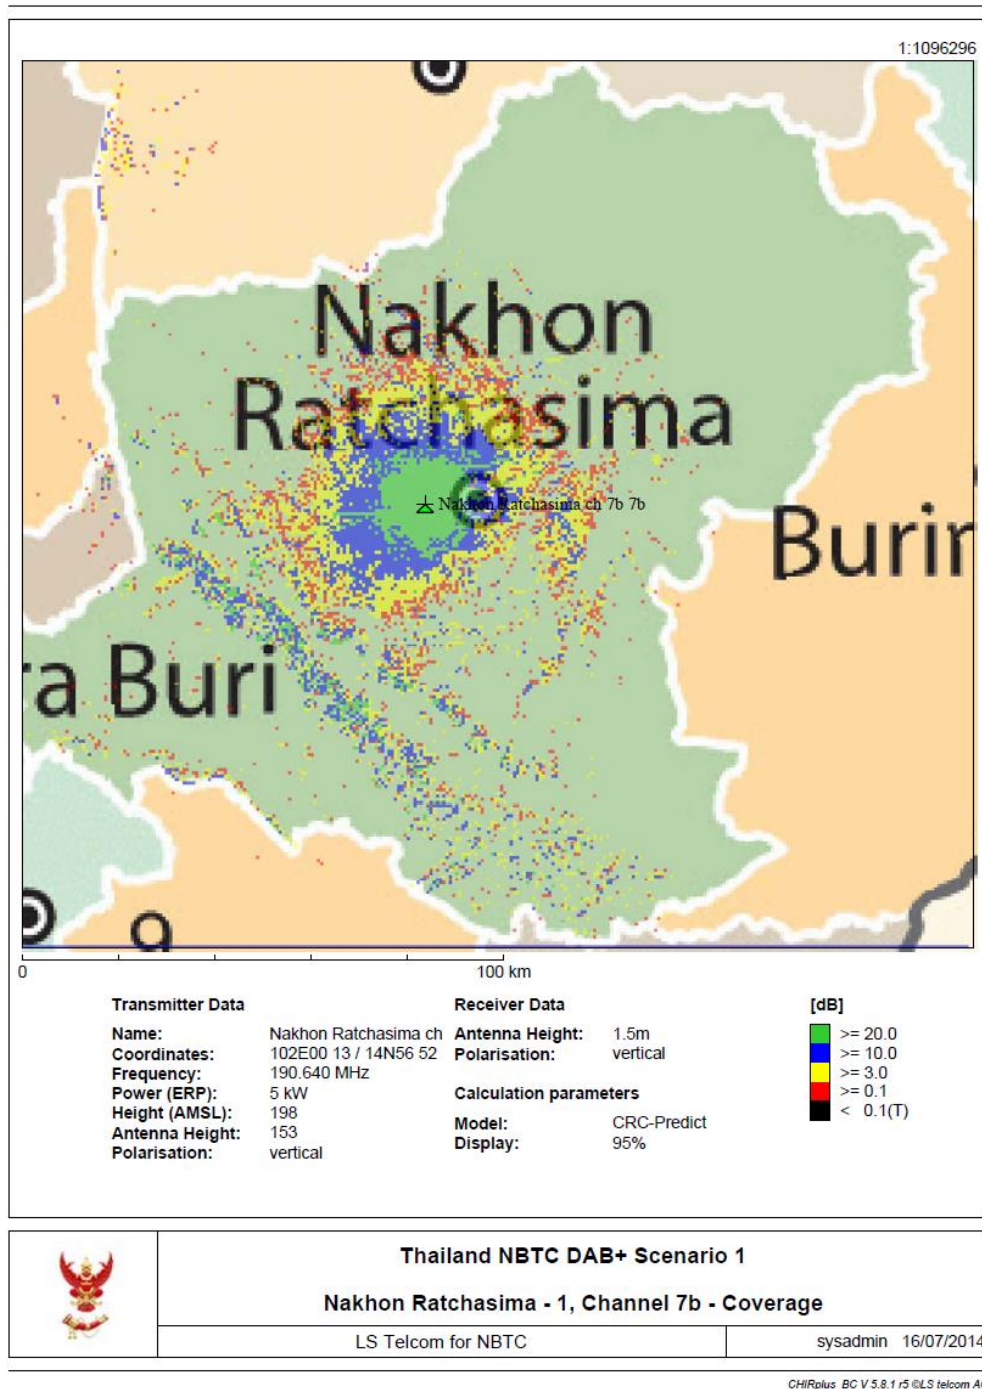 1:1096296
Nakhon
Ratchasima
Nakhon Ratchasima ch 7b 7b
Burir
ra Buri
0 100 km
Transmitter Data
Name: Nakhon Ratchasima ch
Coordinates: 102E00 13 / 14N56 52
Frequency: 190.640 MHz
Power (ERP): 5 kW
Height (AMSL): 198
Antenna Height: 153
Polarisation: vertical
Receiver Data
Antenna Height: 1.5m
Polarisation: vertical
Calculation parameters
Model: CRC-Predict
Display: 95%
[dB]
>= 20.0
>= 10.0
>= 3.0
>= 0.1
< 0.1(T)
Thailand NBTC DAB+ Scenario 1
Nakhon Ratchasima - 1, Channel 7b - Coverage
LS Telcom for NBTC
sysadmin 16/07/2014
CHIRplus_BC V 5.8.1 r5 ©LS telcom A